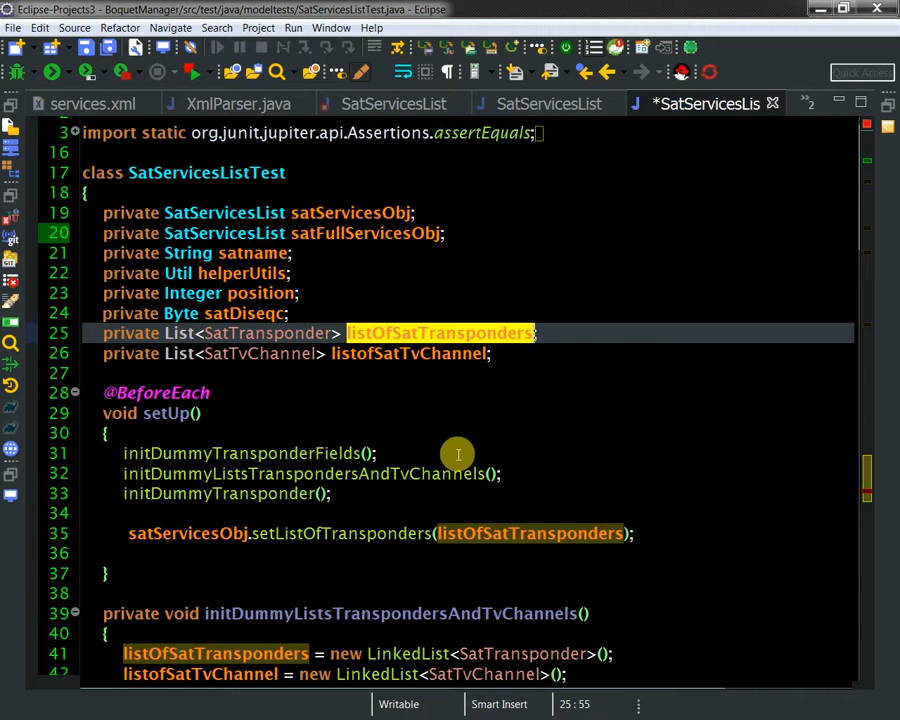 Eclipse-Projects3 - BoquetManager/src/test/java/modeltests/SatServicesListTest.java - Eclipse
File Edit Source Refactor Navigate Search Project Run Window Help
Quick Access
services.xml XmlParser.java SatServicesList SatServicesList *SatServicesLis »2
3 import static org.junit.jupiter.api.Assertions.assertEquals;
16
17 class SatServicesListTest
18 {
19 private SatServicesList satServicesObj;
20 private SatServicesList satFullServicesObj;
21 private String satname;
22 private Util helperUtils;
23 private Integer position;
24 private Byte satDiseqc;
25 private List<SatTransponder> listOfSatTransponders;
26 private List<SatTvChannel> listofSatTvChannel;
27
28 @BeforeEach
29 void setUp()
30 {
31 initDummyTransponderFields();
32 initDummyListsTranspondersAndTvChannels();
33 initDummyTransponder();
34
35 satServicesObj.setListOfTransponders(listOfSatTransponders);
36
37 }
38
39 private void initDummyListsTranspondersAndTvChannels()
40 {
41 listOfSatTransponders = new LinkedList<SatTransponder>();
42 listofSatTvChannel = new LinkedList<SatTvChannel>();
Writable Smart Insert 25 : 55